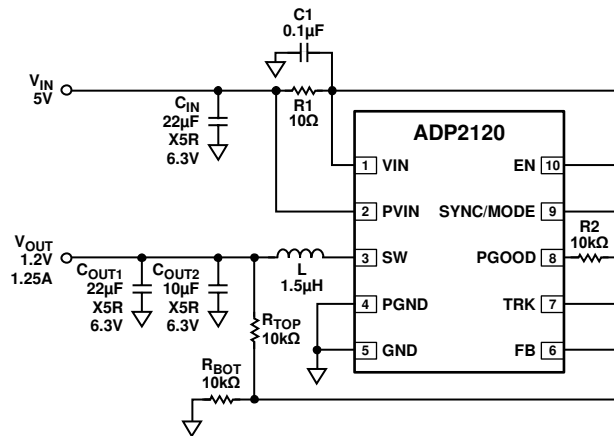 C1
0.1µF
VIN
5V
CIN
22µF
X5R
6.3V
R1
10Ω
ADP2120
1 VIN
EN 10
2 PVIN
SYNC/MODE 9
R2
10kΩ
VOUT
1.2V
1.25A
COUT1
22µF
X5R
6.3V
COUT2
10µF
X5R
6.3V
L
1.5µH
3 SW
PGOOD 8
4 PGND
TRK 7
RTOP
10kΩ
5 GND
FB 6
RBOT
10kΩ